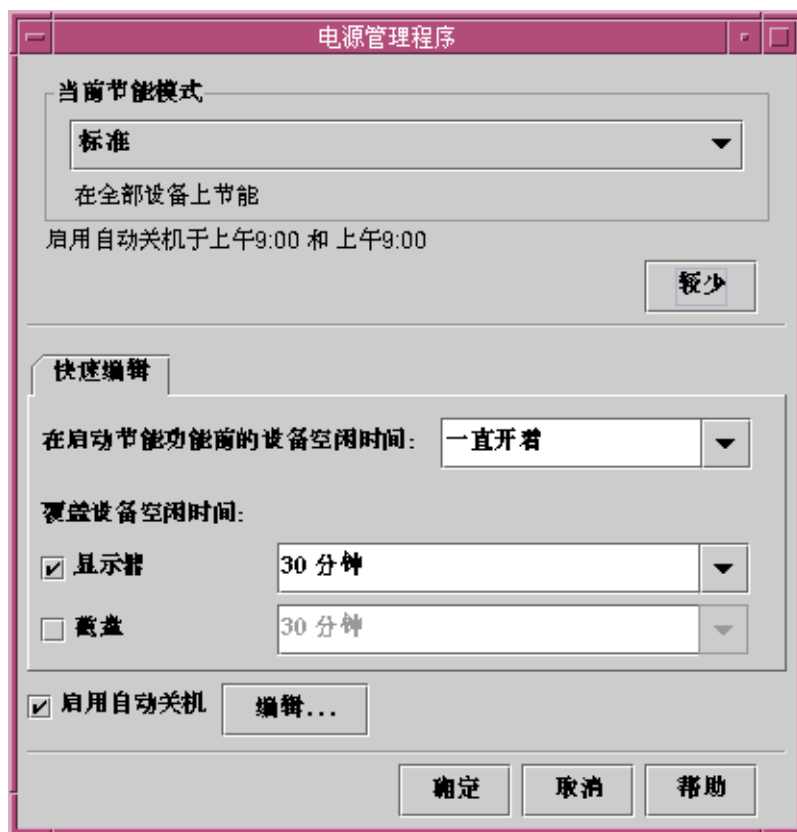 电源管理程序
当前节能模式
标准
在全部设备上节能
启用自动关机于上午9:00 和 上午9:00
较少
快速编辑
在启动节能功能前的设备空闲时间: 一直开着
覆盖设备空闲时间:
显示器 30 分钟
磁盘 30 分钟
启用自动关机 编辑...
确定 取消 帮助